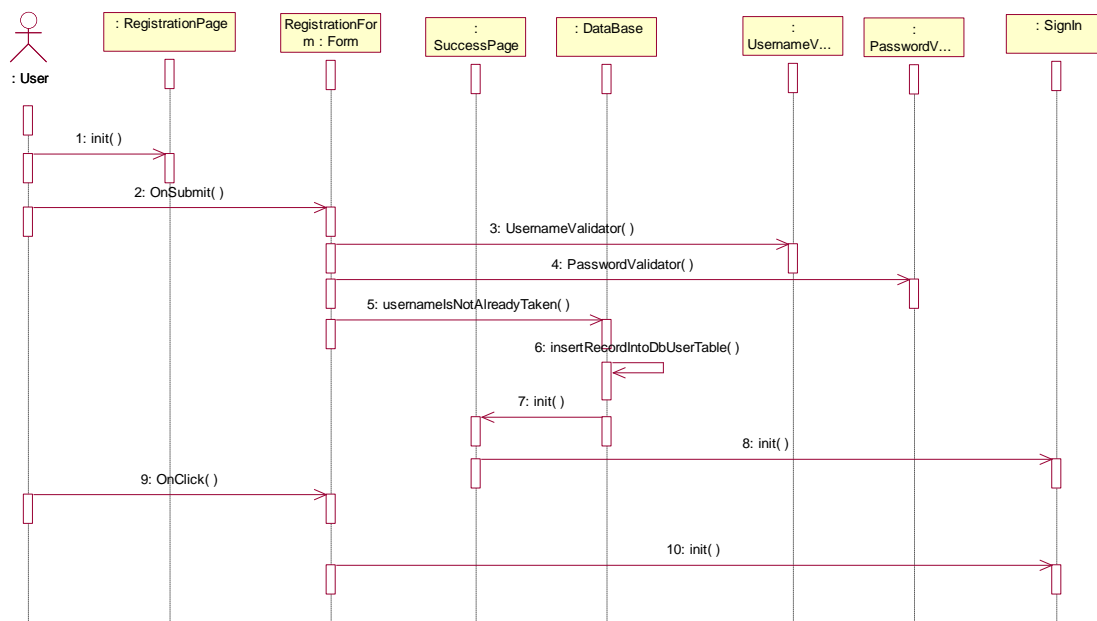 : RegistrationPage
RegistrationFor
m : Form
:
SuccessPage
: DataBase
:
UsernameV...
:
PasswordV...
: SignIn
: User
1: init( )
2: OnSubmit( )
3: UsernameValidator( )
4: PasswordValidator( )
5: usernameIsNotAlreadyTaken( )
6: insertRecordIntoDbUserTable( )
7: init( )
8: init( )
9: OnClick( )
10: init( )